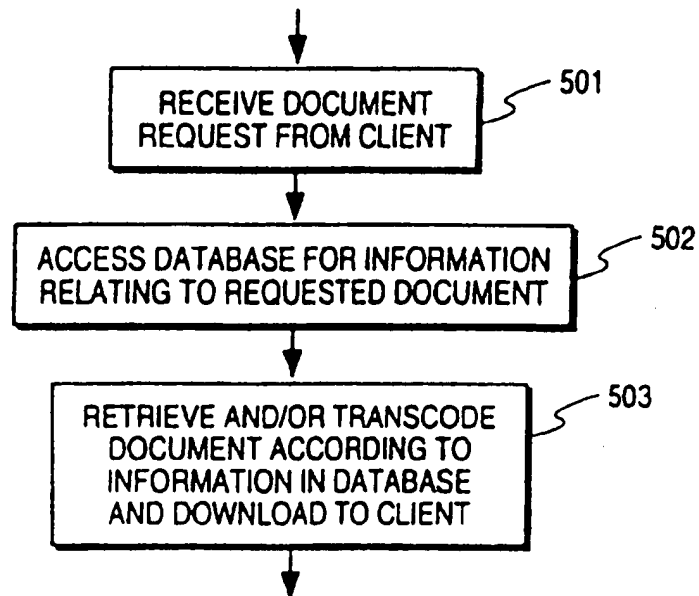 RECEIVE DOCUMENT
REQUEST FROM CLIENT
501
ACCESS DATABASE FOR INFORMATION
RELATING TO REQUESTED DOCUMENT
502
RETRIEVE AND/OR TRANSCODE
DOCUMENT ACCORDING TO
INFORMATION IN DATABASE
AND DOWNLOAD TO CLIENT
503